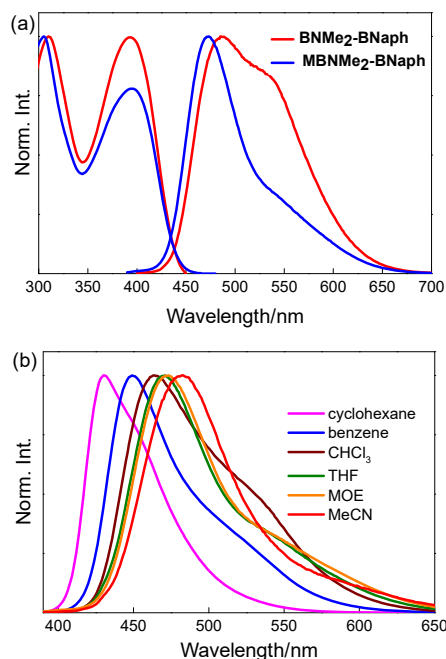 (a)
BNMe₂-BNaph
MBNMe₂-BNaph
Norm. Int.
300 350 400 450 500 550 600 650 700
Wavelength/nm
(b)
cyclohexane
benzene
CHCl₃
THF
MOE
MeCN
Norm. Int.
400 450 500 550 600 650
Wavelength/nm